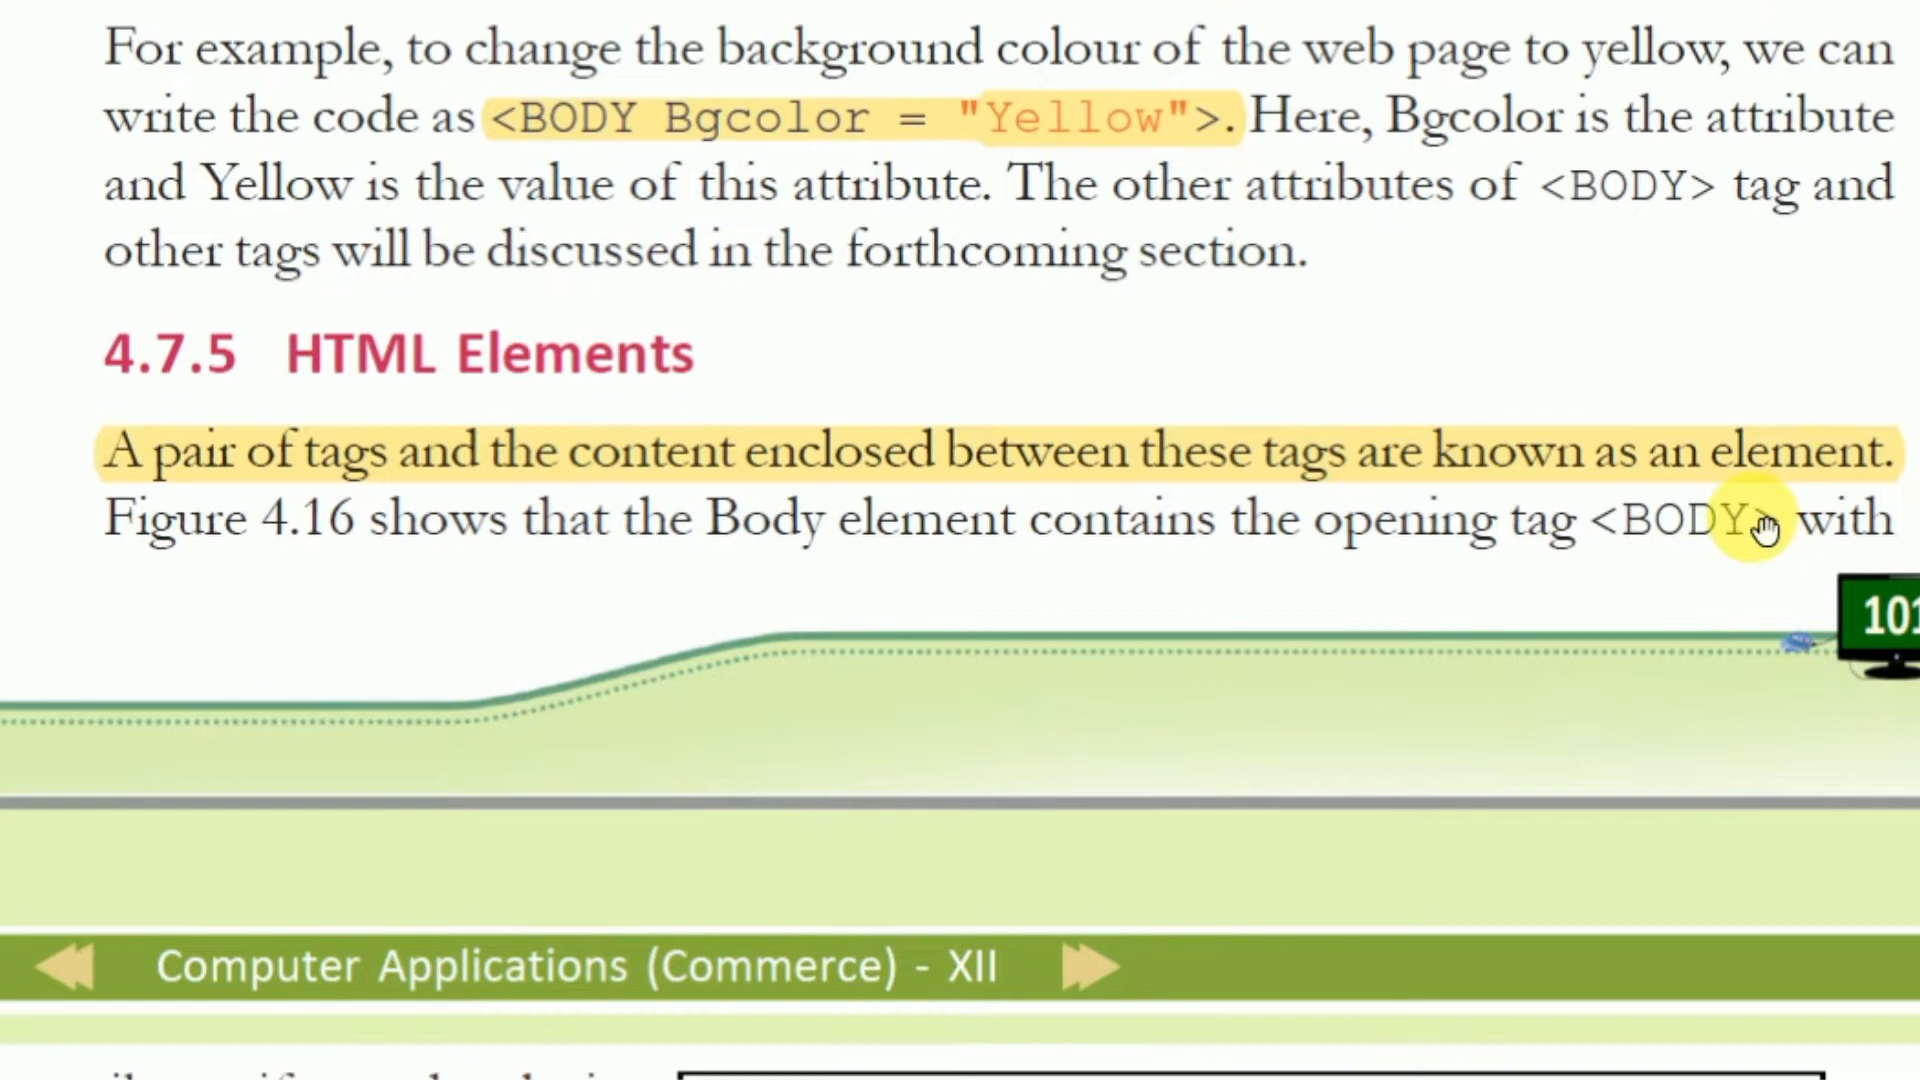 For example, to change the background colour of the web page to yellow, we can
write the code as <BODY Bgcolor = "Yellow">. Here, Bgcolor is the attribute
and Yellow is the value of this attribute. The other attributes of <BODY> tag and
other tags will be discussed in the forthcoming section.
4.7.5 HTML Elements
A pair of tags and the content enclosed between these tags are known as an element.
Figure 4.16 shows that the Body element contains the opening tag <BODY> with
101
Computer Applications (Commerce) - XII